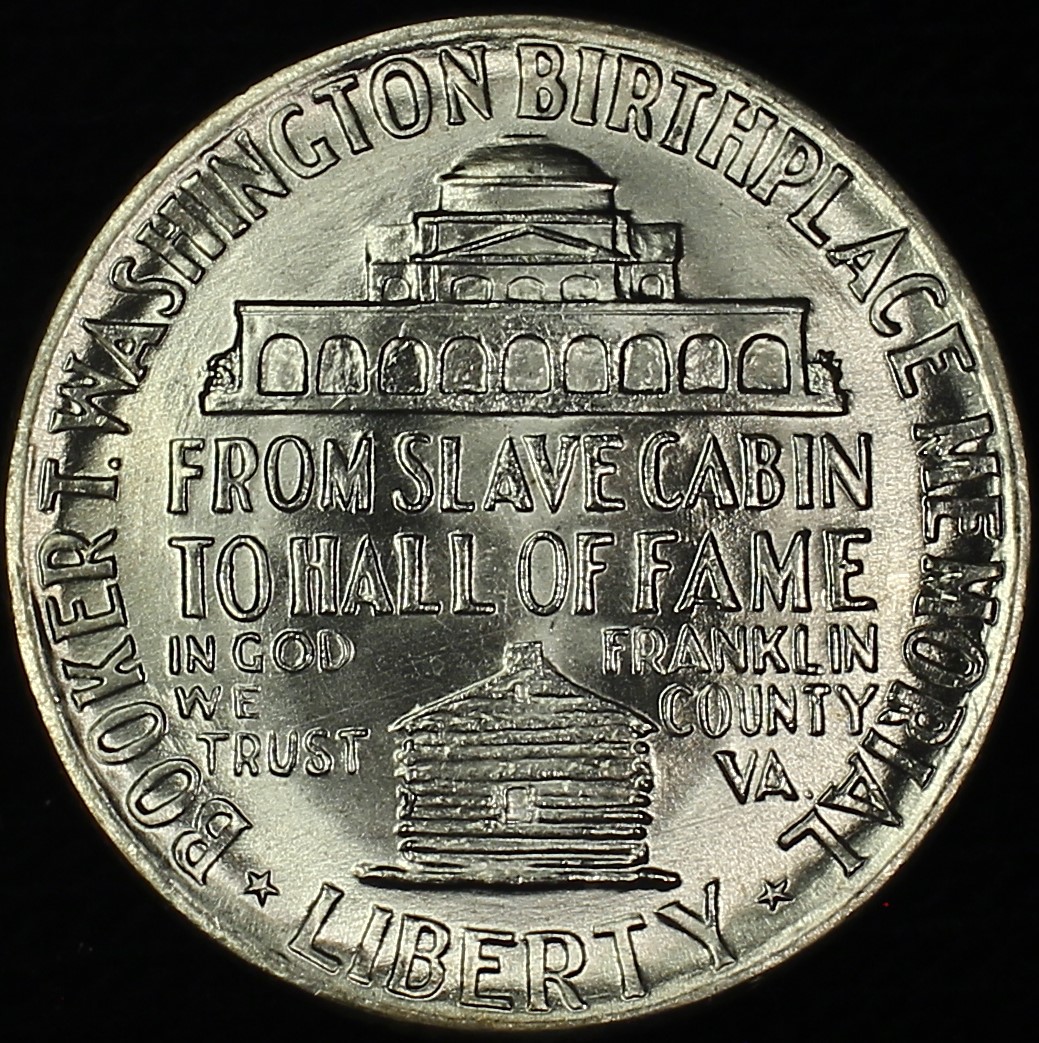 BOOKER T. WASHINGTON BIRTHPLACE MEMORIAL
FROM SLAVE CABIN
TO HALL OF FAME
IN GOD
WE
TRUST
FRANKLIN
COUNTY
VA.
LIBERTY